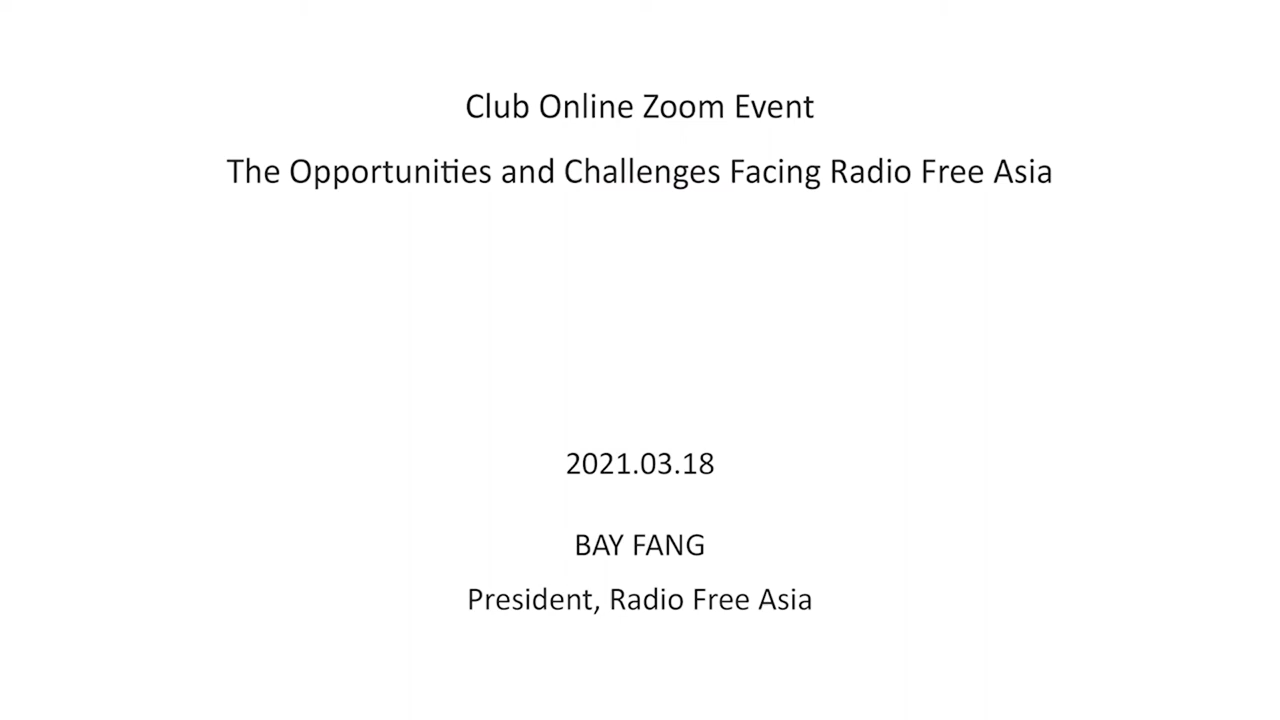 Club Online Zoom Event
The Opportunities and Challenges Facing Radio Free Asia
2021.03.18
BAY FANG
President, Radio Free Asia